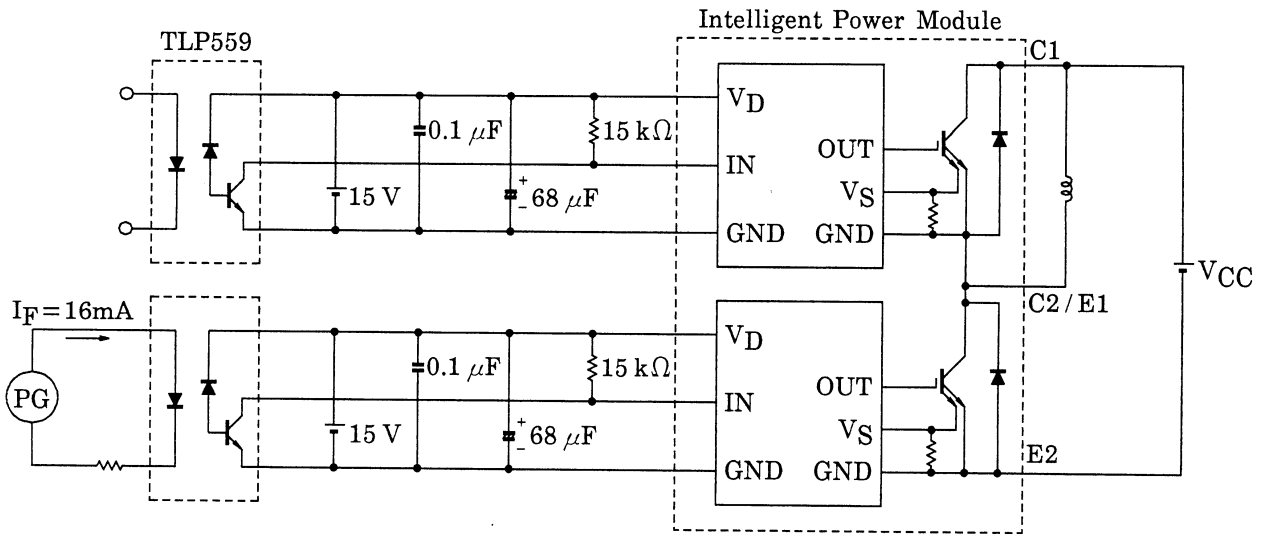 Intelligent Power Module
TLP559
C1
V_D
0.1 μF
15 kΩ
OUT
IN
15 V
+
– 68 μF
V_S
GND
GND
V_CC
C2/E1
I_F=16mA
V_D
0.1 μF
15 kΩ
PG
OUT
IN
15 V
+
– 68 μF
V_S
E2
GND
GND